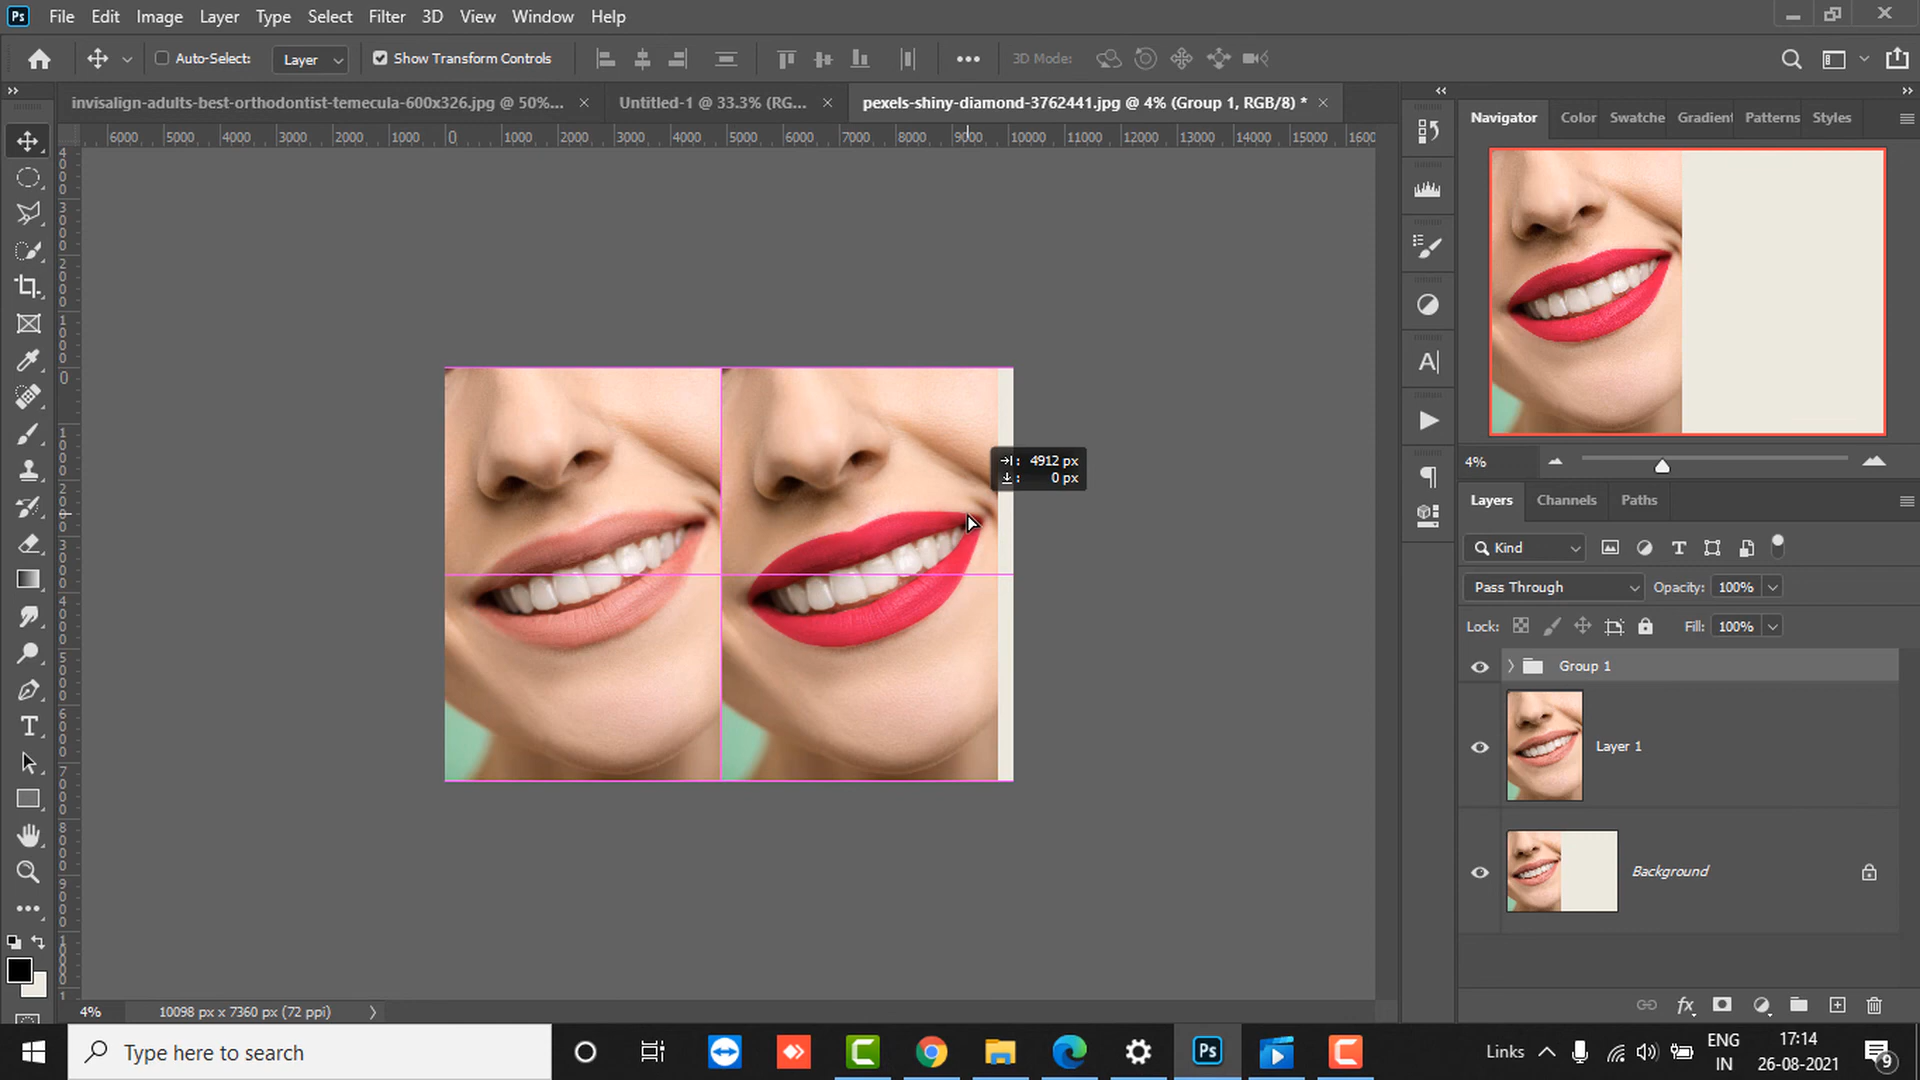 Ps File Edit Image Layer Type Select Filter 3D View Window Help
Auto-Select: Layer Show Transform Controls ••• 3D Mode:
invisalign-adults-best-orthodontist-temecula-600x326.jpg @ 50%... × Untitled-1 @ 33.3% (RG... × pexels-shiny-diamond-3762441.jpg @ 4% (Group 1, RGB/8) * ×
6000 5000 4000 3000 2000 1000 0 1000 2000 3000 4000 5000 6000 7000 8000 9000 10000 11000 12000 13000 14000 15000
Navigator Color Swatche Gradient Patterns Styles
4912 px
0 px
4%
Layers Channels Paths
Kind
Pass Through Opacity: 100%
Lock: Fill: 100%
Group 1
Layer 1
Background
4% 10098 px x 7360 px (72 ppi)
fx
Type here to search
Ps
Links
ENG
IN
17:14
26-08-2021
9